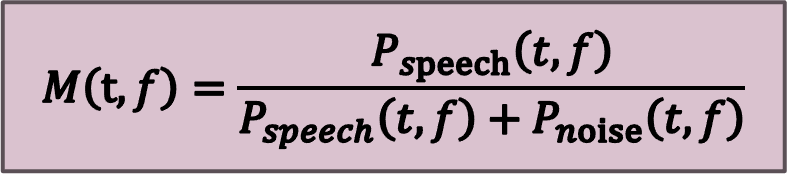 M(t, f) = P_speech(t, f) / (P_speech(t, f) + P_noise(t, f))